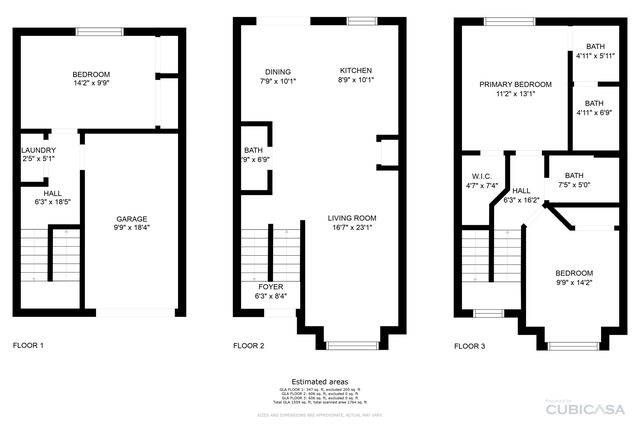 BEDROOM
14'2" x 9'9"
LAUNDRY
2'5" x 5'1"
HALL
6'3" x 18'5"
GARAGE
9'9" x 18'4"
FLOOR 1
DINING
7'9" x 10'1"
KITCHEN
8'9" x 10'1"
BATH
'9" x 6'9"
LIVING ROOM
16'7" x 23'1"
FOYER
6'3" x 8'4"
FLOOR 2
BATH
4'11" x 5'11"
PRIMARY BEDROOM
11'2" x 13'1"
BATH
4'11" x 6'9"
W.I.C.
4'7" x 7'4"
HALL
6'3" x 16'2"
BATH
7'5" x 5'0"
BEDROOM
9'9" x 14'2"
FLOOR 3
Estimated areas
GLA FLOOR 1: 347 sq. ft, excluded 205 sq. ft
GLA FLOOR 2: 606 sq. ft, excluded 0 sq. ft
GLA FLOOR 3: 606 sq. ft, excluded 0 sq. ft
Total GLA 1559 sq. ft, total scanned area 1764 sq. ft
SIZES AND DIMENSIONS ARE APPROXIMATE, ACTUAL MAY VARY
Powered by
CUBICASA